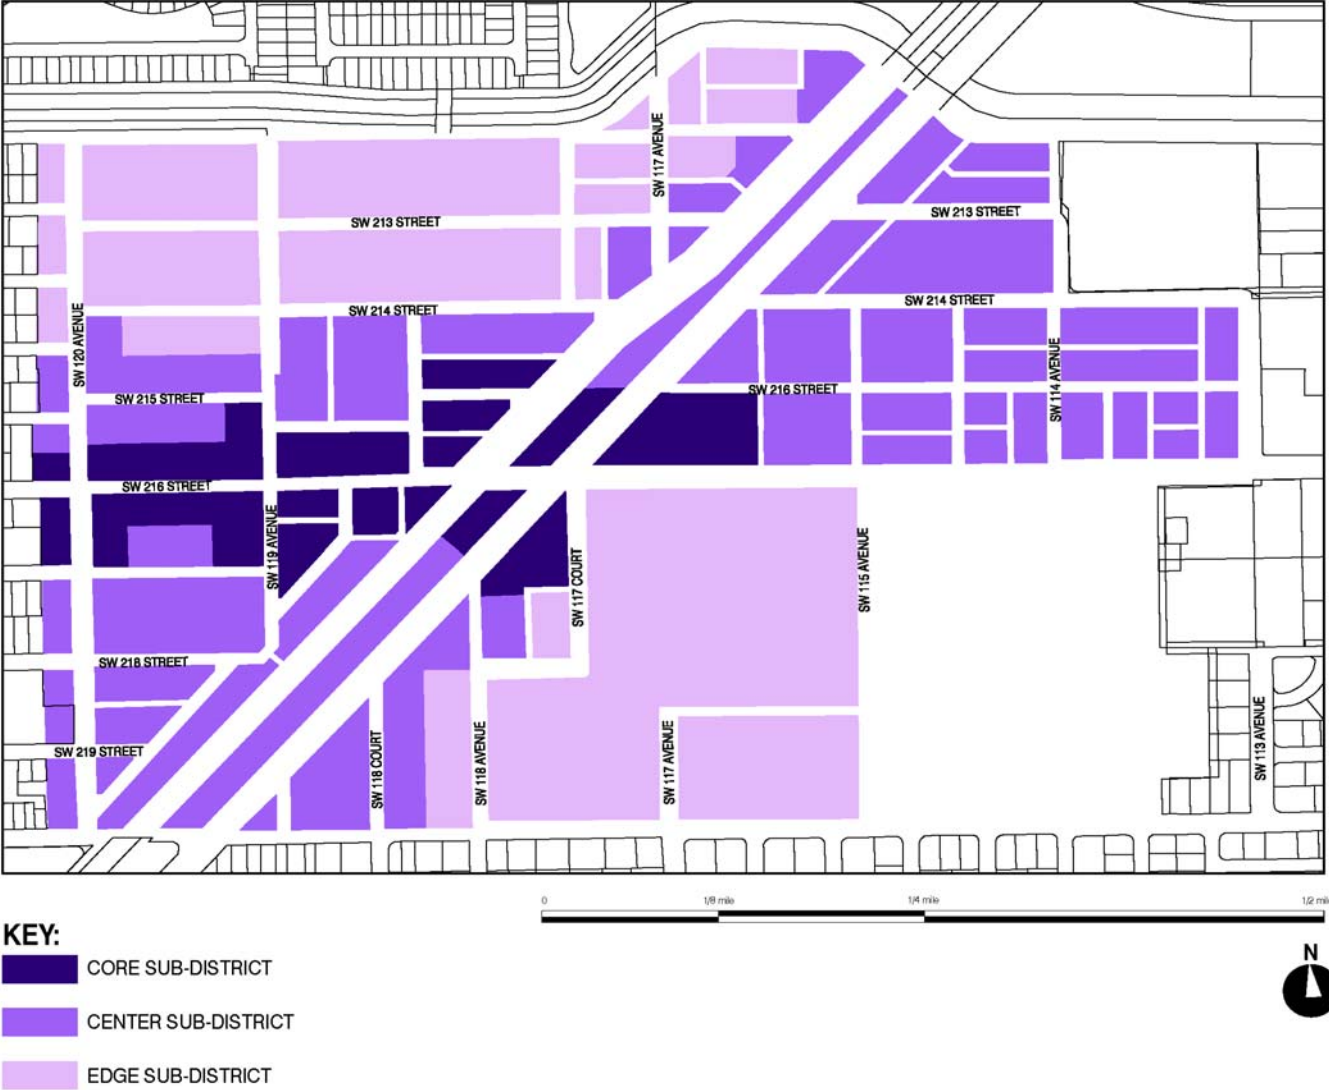 SW 117 AVENUE
SW 213 STREET
SW 213 STREET
SW 214 STREET
SW 214 STREET
SW 120 AVENUE
SW 114 AVENUE
SW 216 STREET
SW 215 STREET
SW 216 STREET
SW 119 AVENUE
SW 117 COURT
SW 115 AVENUE
SW 218 STREET
SW 219 STREET
SW 118 COURT
SW 118 AVENUE
SW 117 AVENUE
SW 113 AVENUE
0 1/8 mile 1/4 mile 1/2 mil
KEY:
N
CORE SUB-DISTRICT
CENTER SUB-DISTRICT
EDGE SUB-DISTRICT